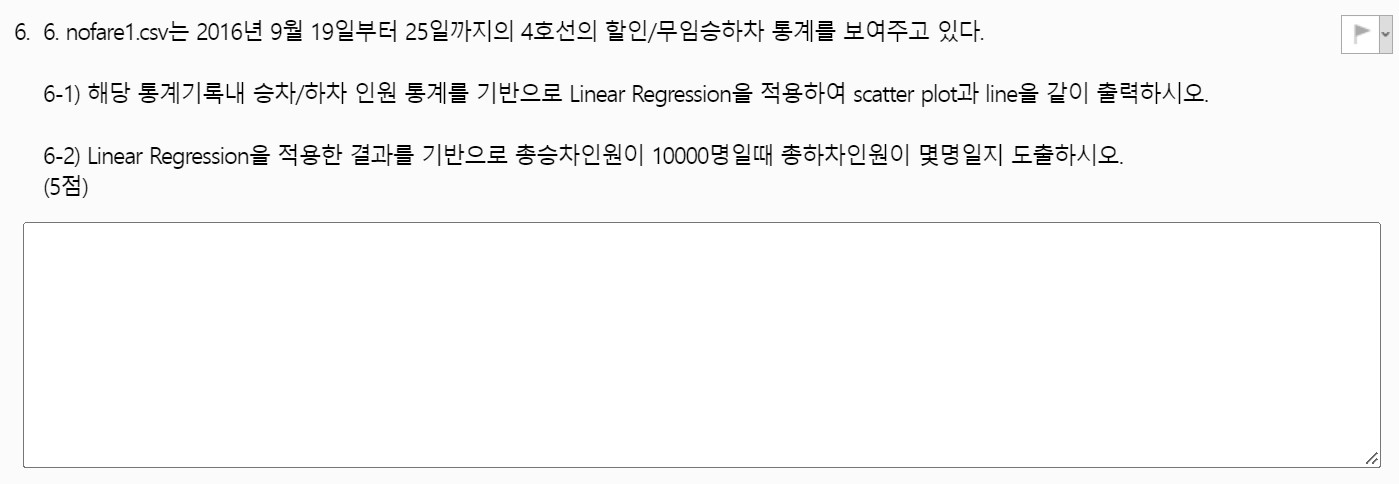 6. 6. nofare1.csv는 2016년 9월 19일부터 25일까지의 4호선의 할인/무임승하차 통계를 보여주고 있다.
6-1) 해당 통계기록내 승차/하차 인원 통계를 기반으로 Linear Regression을 적용하여 scatter plot과 line을 같이 출력하시오.
6-2) Linear Regression을 적용한 결과를 기반으로 총승차인원이 10000명일때 총하차인원이 몇명일지 도출하시오.
(5점)